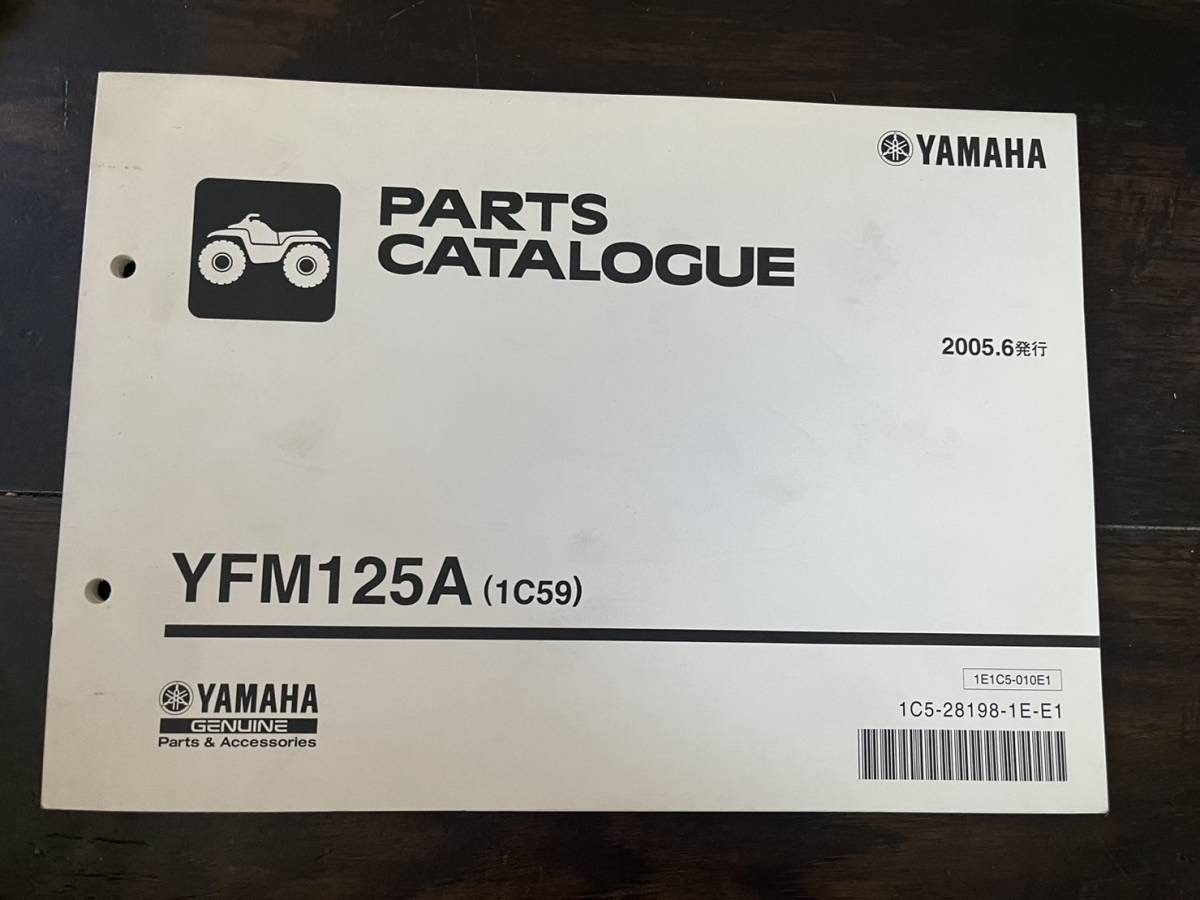 YAMAHA
PARTS
CATALOGUE
2005.6発行
YFM125A (1C59)
YAMAHA
GENUINE
Parts & Accessories
1E1C5-010E1
1C5-28198-1E-E1